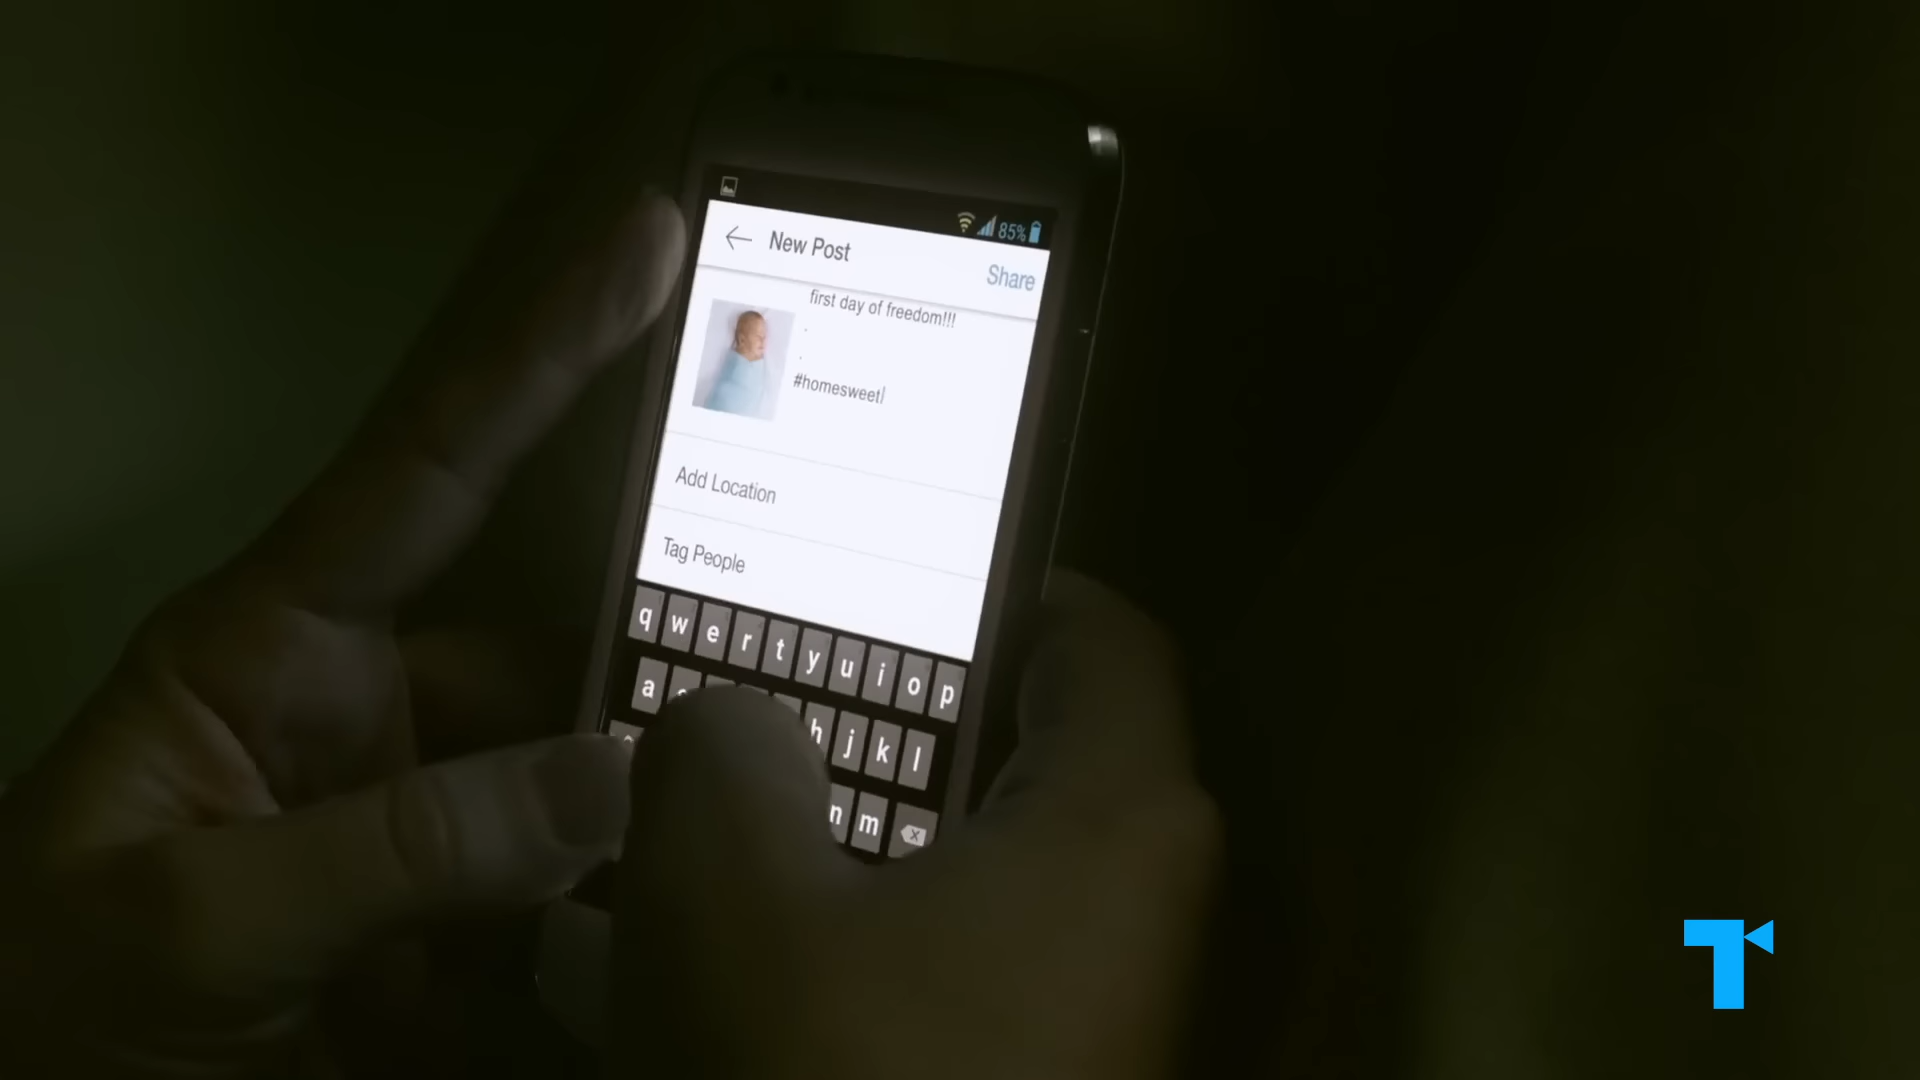 85%
New Post
Share
first day of freedom!!!
.
.
#homesweet
Add Location
Tag People
q w e r t y u i o p
a h j k l
n m
T